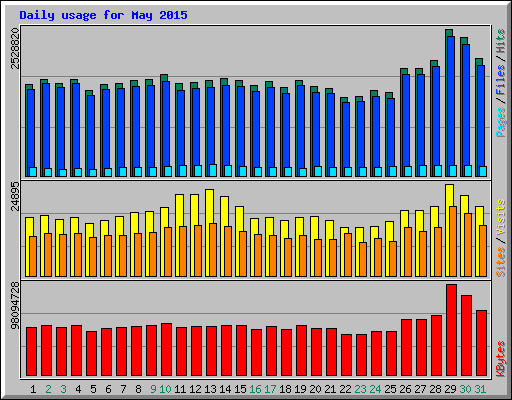 Daily usage for May 2015
2528820
Pages / Files / Hits
24895
Sites / Visits
98094728
KBytes
1 2 3 4 5 6 7 8 9 10 11 12 13 14 15 16 17 18 19 20 21 22 23 24 25 26 27 28 29 30 31